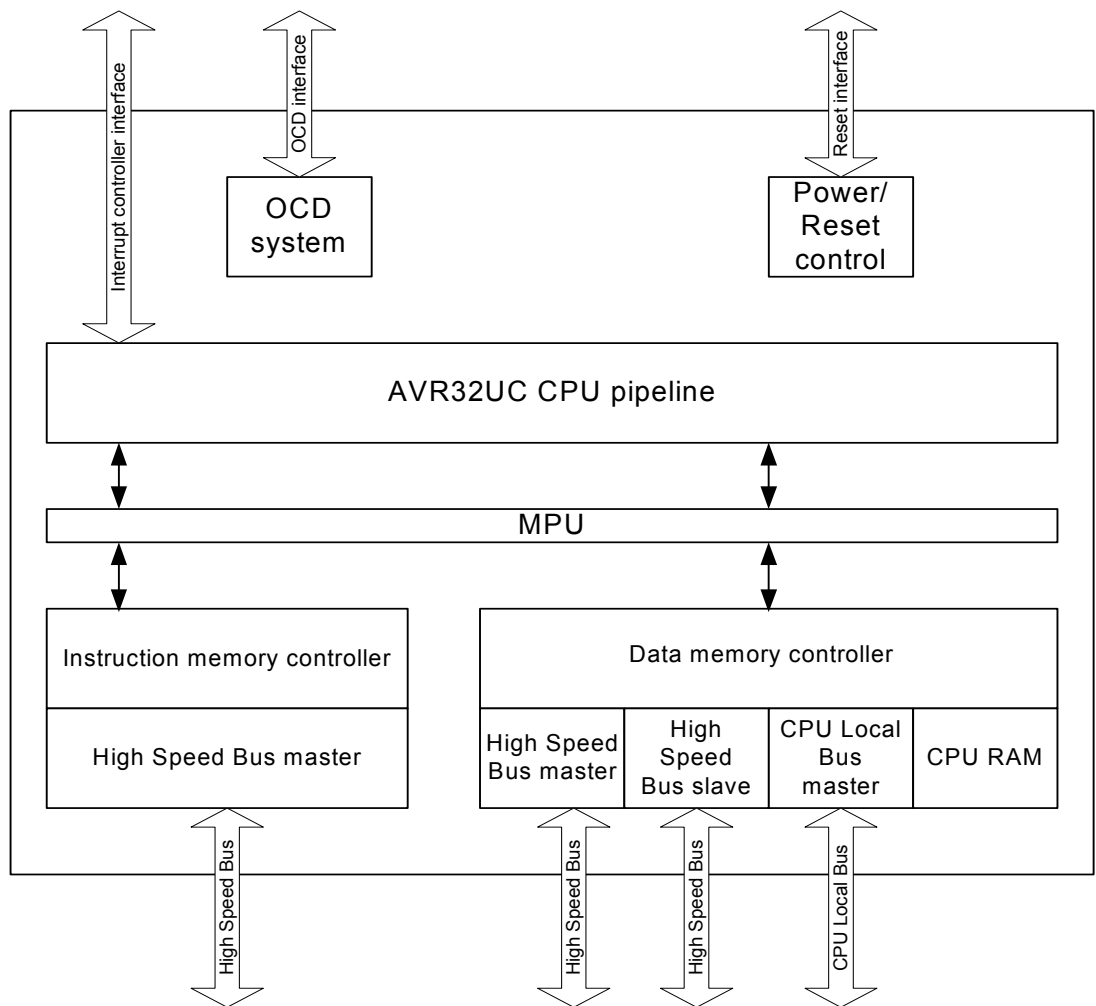 Interrupt controller interface
OCD interface
Reset interface
OCD
system
Power/
Reset
control
AVR32UC CPU pipeline
MPU
Instruction memory controller
High Speed Bus master
Data memory controller
High Speed
Bus master
High
Speed
Bus slave
CPU Local
Bus
master
CPU RAM
High Speed Bus
High Speed Bus
High Speed Bus
CPU Local Bus